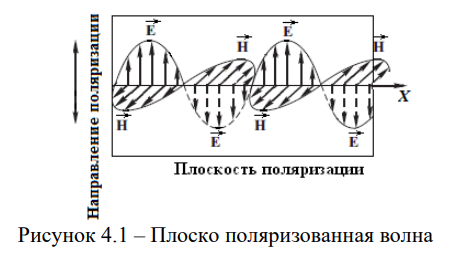 Направление поляризации
E
H
E
H
H
E
H
E
X
Плоскость поляризации
Рисунок 4.1 – Плоско поляризованная волна